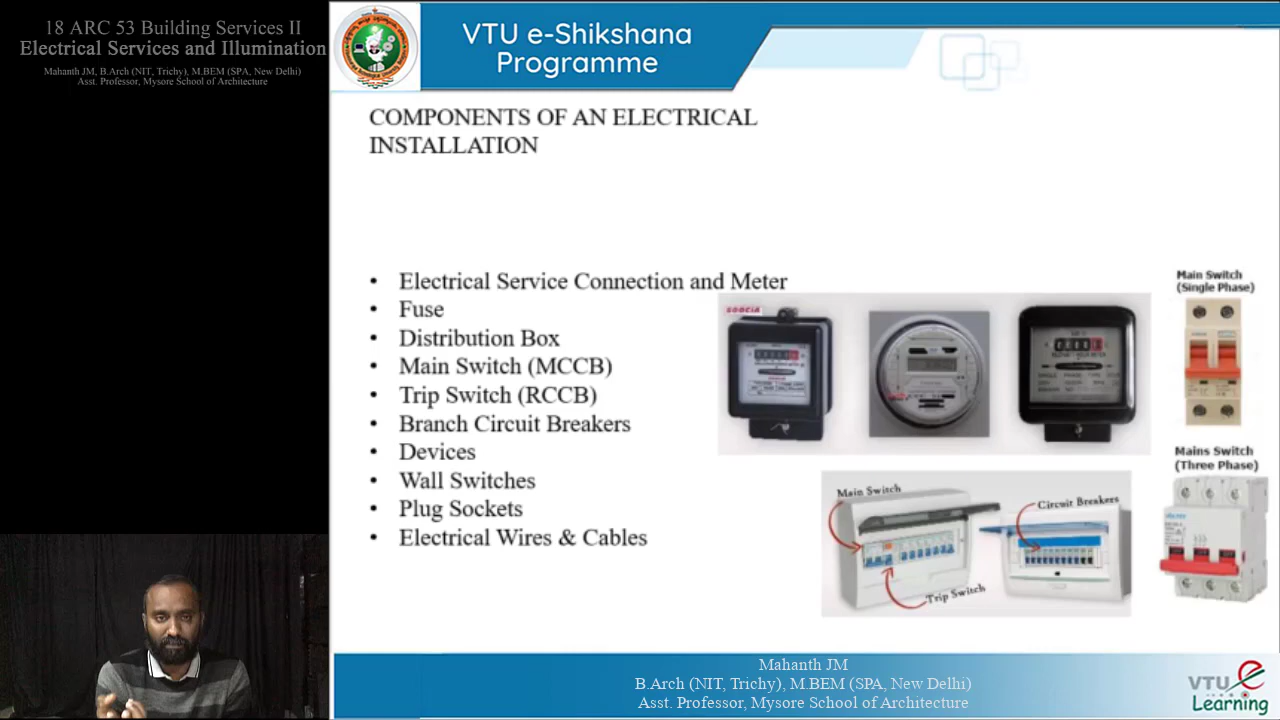 18 ARC 53 Building Services II
Electrical Services and Illumination
Mahanth JM, B.Arch (NIT, Trichy), M.BEM (SPA, New Delhi)
Asst. Professor, Mysore School of Architecture
VTU e-Shikshana
Programme
COMPONENTS OF AN ELECTRICAL
INSTALLATION
• Electrical Service Connection and Meter
• Fuse
• Distribution Box
• Main Switch (MCCB)
• Trip Switch (RCCB)
• Branch Circuit Breakers
• Devices
• Wall Switches
• Plug Sockets
• Electrical Wires & Cables
Main Switch
(Single Phase)
Mains Switch
(Three Phase)
Main Switch
Circuit Breakers
Trip Switch
Mahanth JM
B.Arch (NIT, Trichy), M.BEM (SPA, New Delhi)
Asst. Professor, Mysore School of Architecture
VTU e
Learning